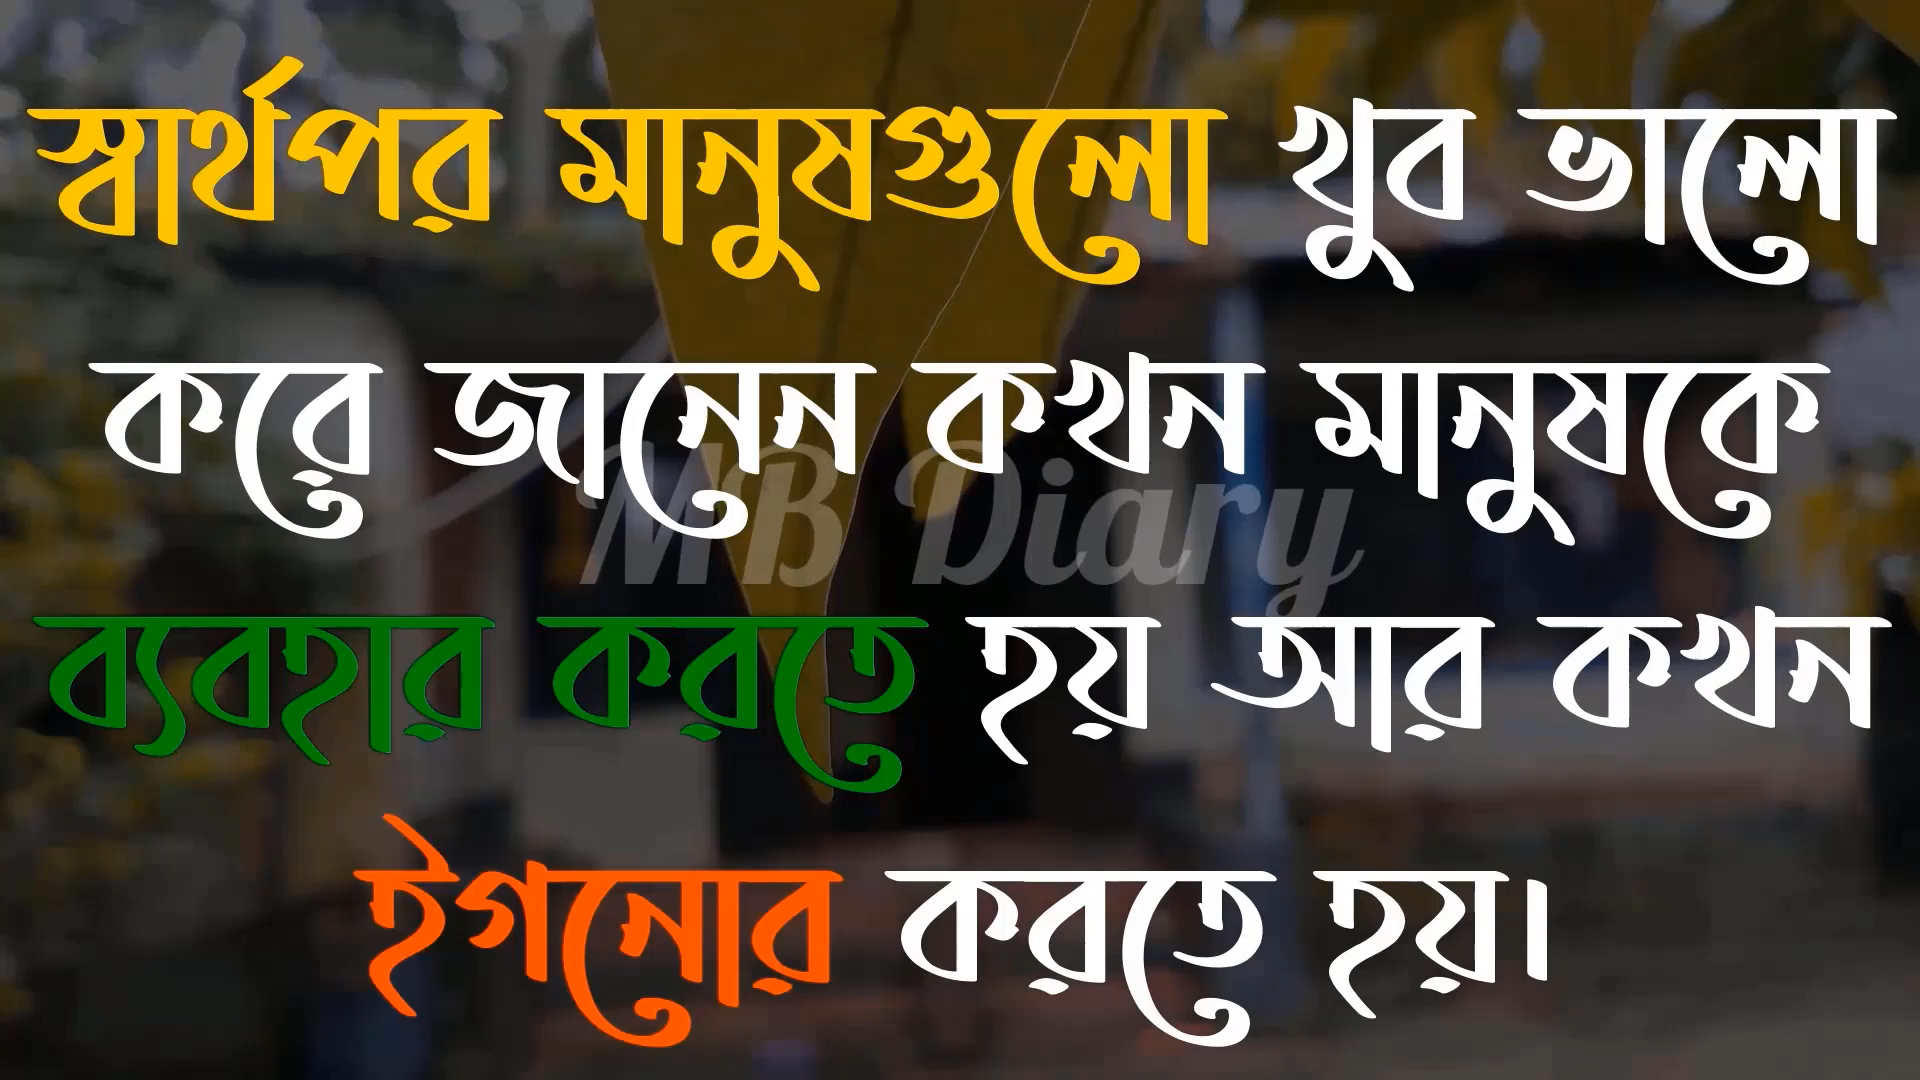 স্বার্থপর মানুষগুলো খুব ভালো
করে জানেন কখন মানুষকে
MB Diary
ব্যবহার করতে হয় আর কখন
ইগনোর করতে হয়।